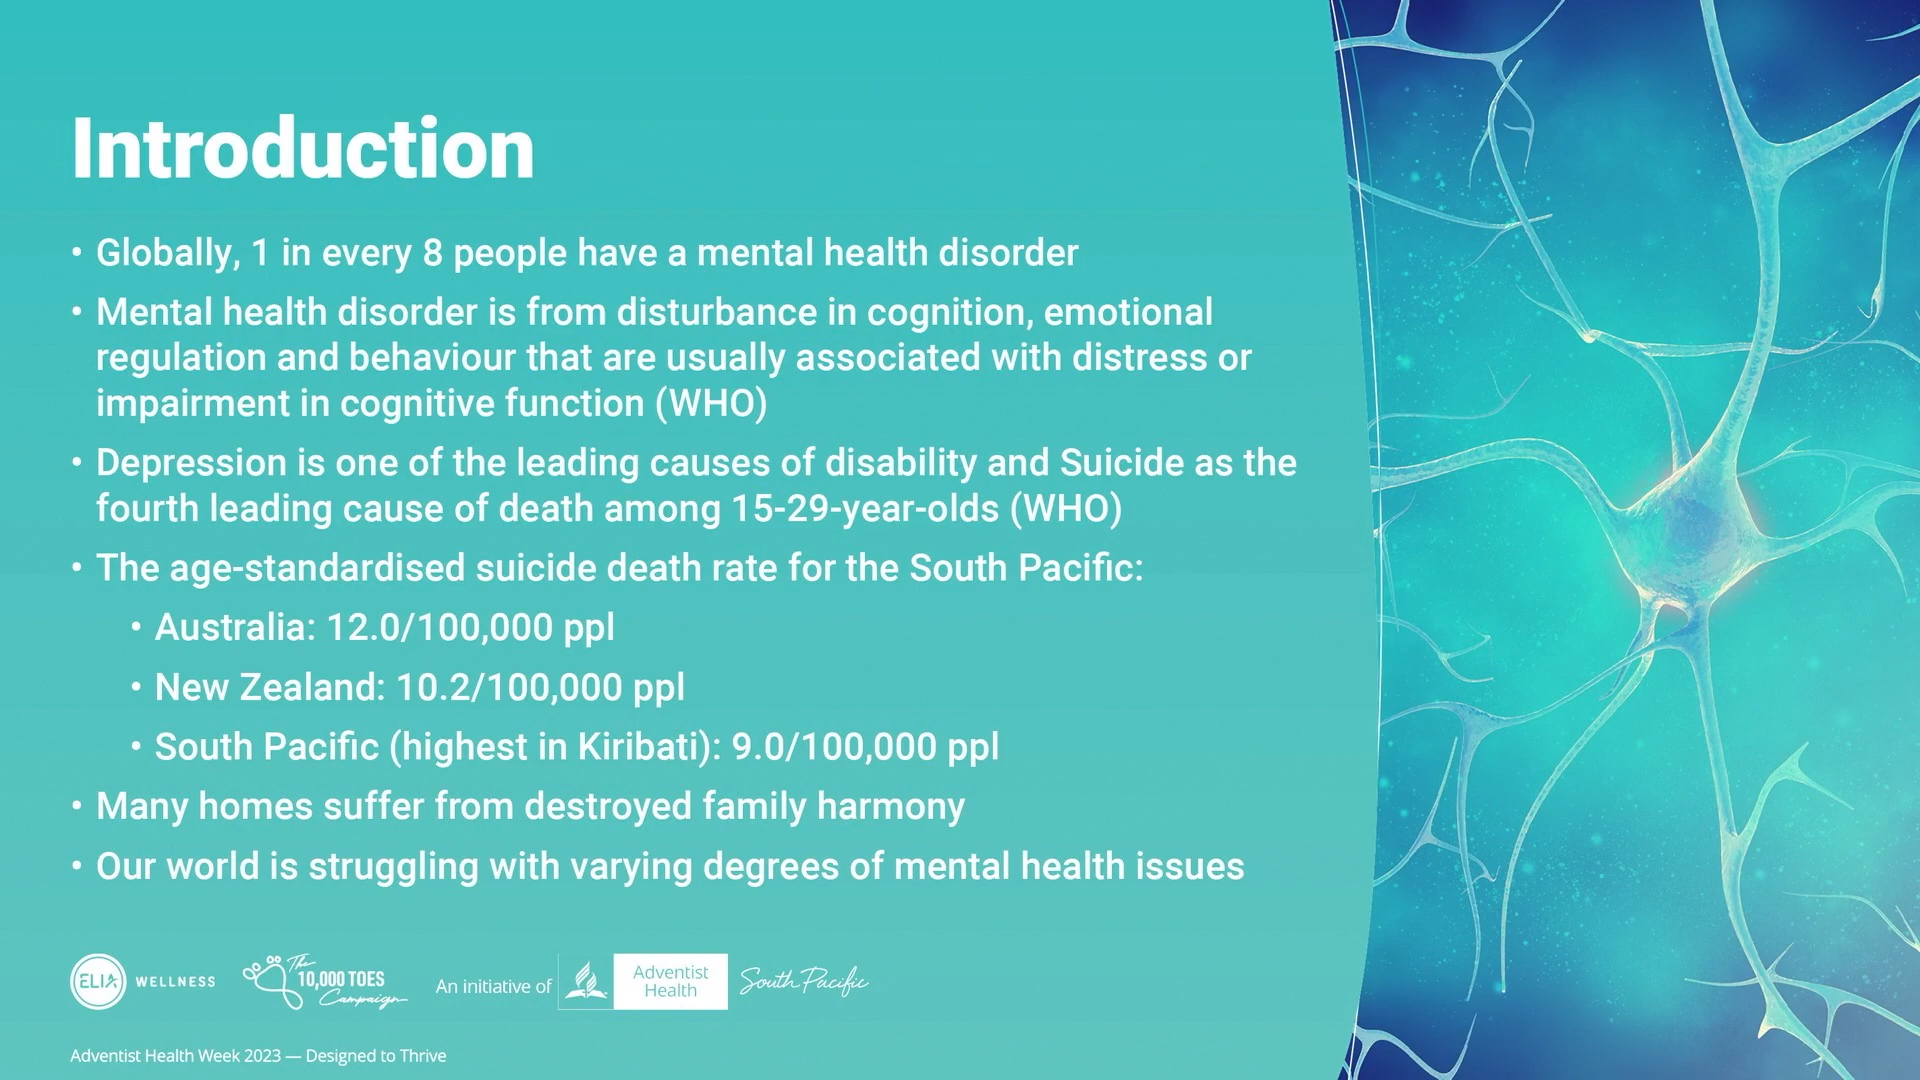 Introduction
• Globally, 1 in every 8 people have a mental health disorder
• Mental health disorder is from disturbance in cognition, emotional
regulation and behaviour that are usually associated with distress or
impairment in cognitive function (WHO)
• Depression is one of the leading causes of disability and Suicide as the
fourth leading cause of death among 15-29-year-olds (WHO)
• The age-standardised suicide death rate for the South Pacific:
• Australia: 12.0/100,000 ppl
• New Zealand: 10.2/100,000 ppl
• South Pacific (highest in Kiribati): 9.0/100,000 ppl
• Many homes suffer from destroyed family harmony
• Our world is struggling with varying degrees of mental health issues
ELIA WELLNESS
The
10,000 TOES
Campaign
An initiative of
Adventist
Health
South Pacific
Adventist Health Week 2023 — Designed to Thrive